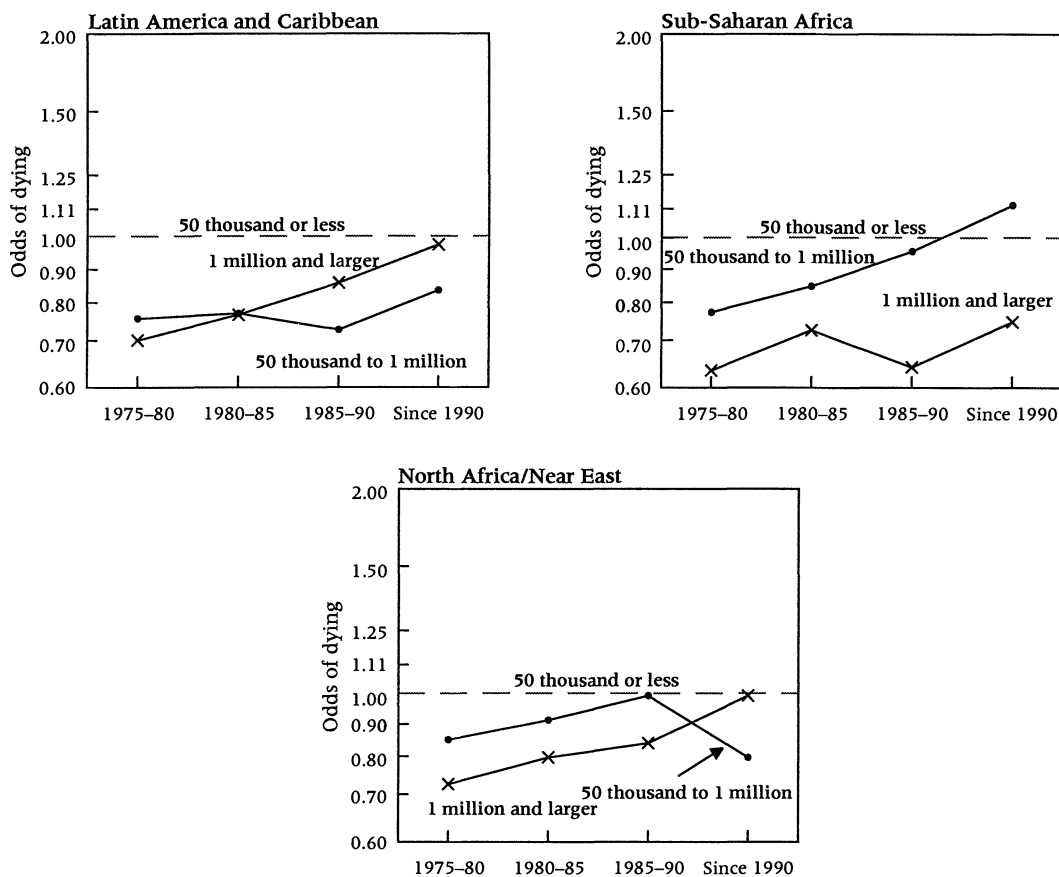 Latin America and Caribbean
2.00
1.50
1.25
1.11
1.00
0.90
0.80
0.70
0.60
Odds of dying
50 thousand or less
1 million and larger
50 thousand to 1 million
1975–80 1980–85 1985–90 Since 1990
Sub-Saharan Africa
2.00
1.50
1.25
1.11
1.00
0.90
0.80
0.70
0.60
Odds of dying
50 thousand or less
50 thousand to 1 million
1 million and larger
1975–80 1980–85 1985–90 Since 1990
North Africa/Near East
2.00
1.50
1.25
1.11
1.00
0.90
0.80
0.70
0.60
Odds of dying
50 thousand or less
50 thousand to 1 million
1 million and larger
1975–80 1980–85 1985–90 Since 1990